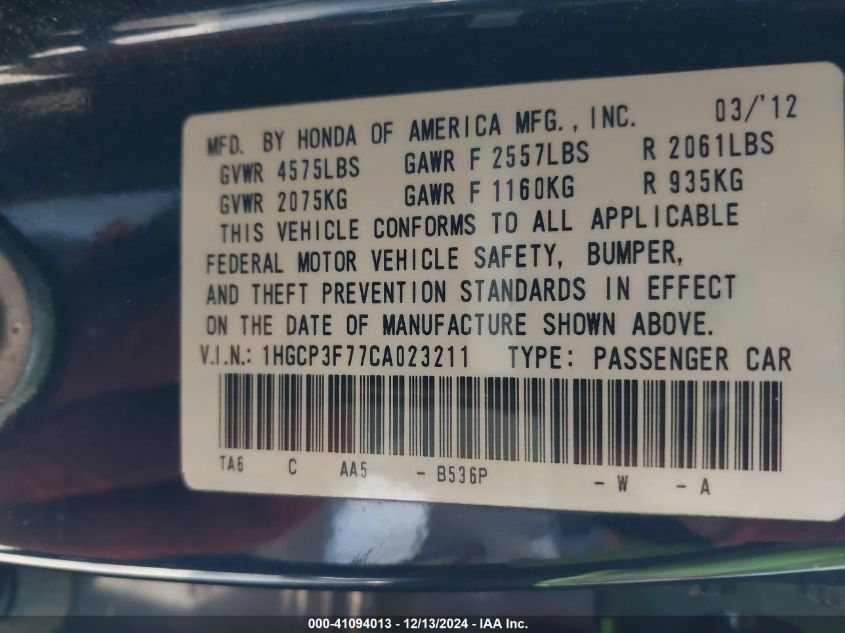 MFD. BY HONDA OF AMERICA MFG., INC. 03/'12
GVWR 4575LBS GAWR F 2557LBS R 2061LBS
GVWR 2075KG GAWR F 1160KG R 935KG
THIS VEHICLE CONFORMS TO ALL APPLICABLE
FEDERAL MOTOR VEHICLE SAFETY, BUMPER,
AND THEFT PREVENTION STANDARDS IN EFFECT
ON THE DATE OF MANUFACTURE SHOWN ABOVE.
V.I.N.: 1HGCP3F77CA023211 TYPE: PASSENGER CAR
TA6 C AA5 - B536P - W - A
000-41094013 - 12/13/2024 - IAA Inc.